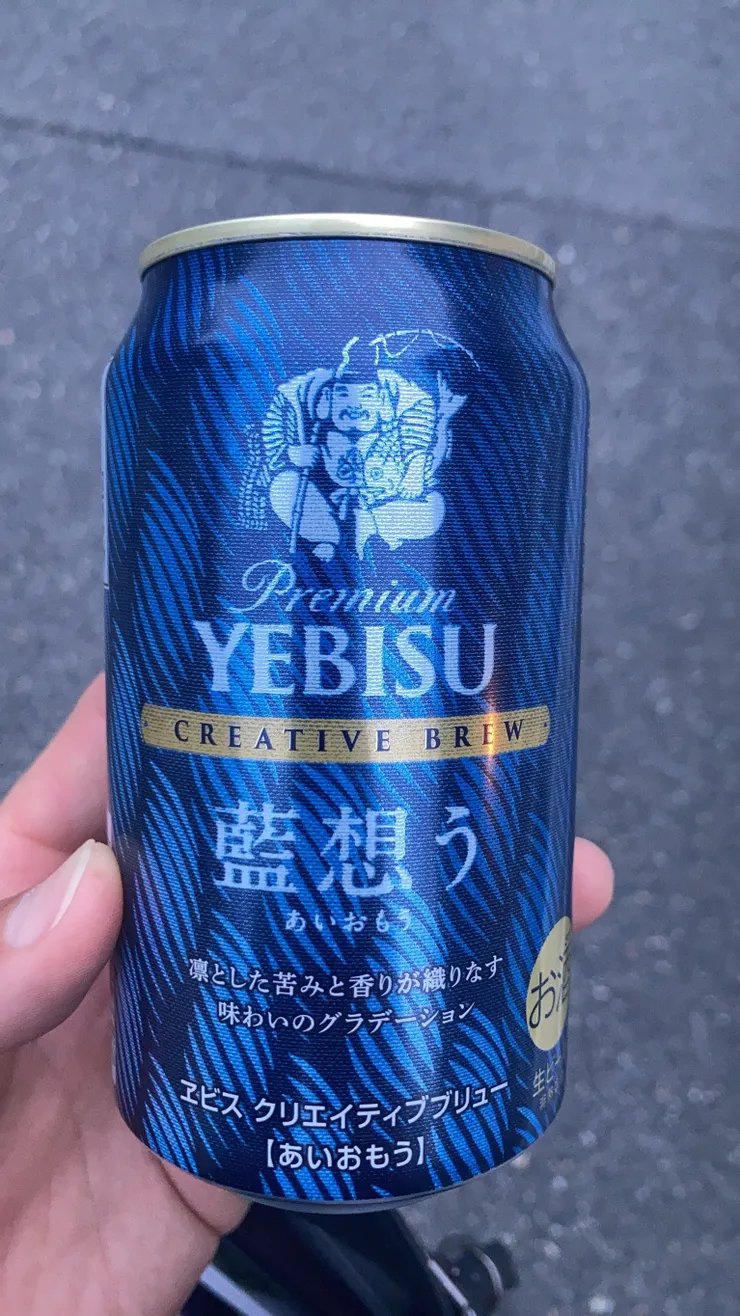 Premium
YEBISU
CREATIVE BREW
藍想う
あいおもう
凛とした苦みと香りが織りなす
味わいのグラデーション
ヱビス クリエイティブブリュー
【あいおもう】
お酒